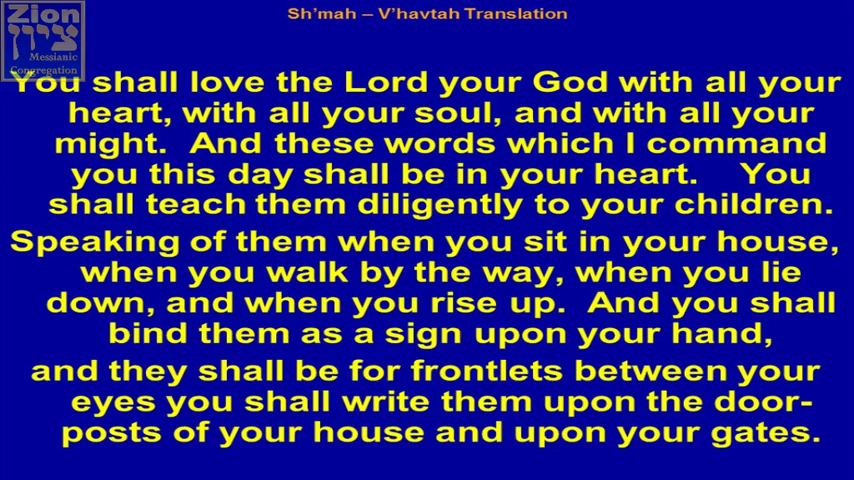 Sh’mah – V’havtah Translation
Zion
ציון
Messianic
Congregation
You shall love the Lord your God with all your
heart, with all your soul, and with all your
might.  And these words which I command
you this day shall be in your heart.    You
shall teach them diligently to your children.
Speaking of them when you sit in your house,
when you walk by the way, when you lie
down, and when you rise up.  And you shall
bind them as a sign upon your hand,
and they shall be for frontlets between your
eyes you shall write them upon the door-
posts of your house and upon your gates.